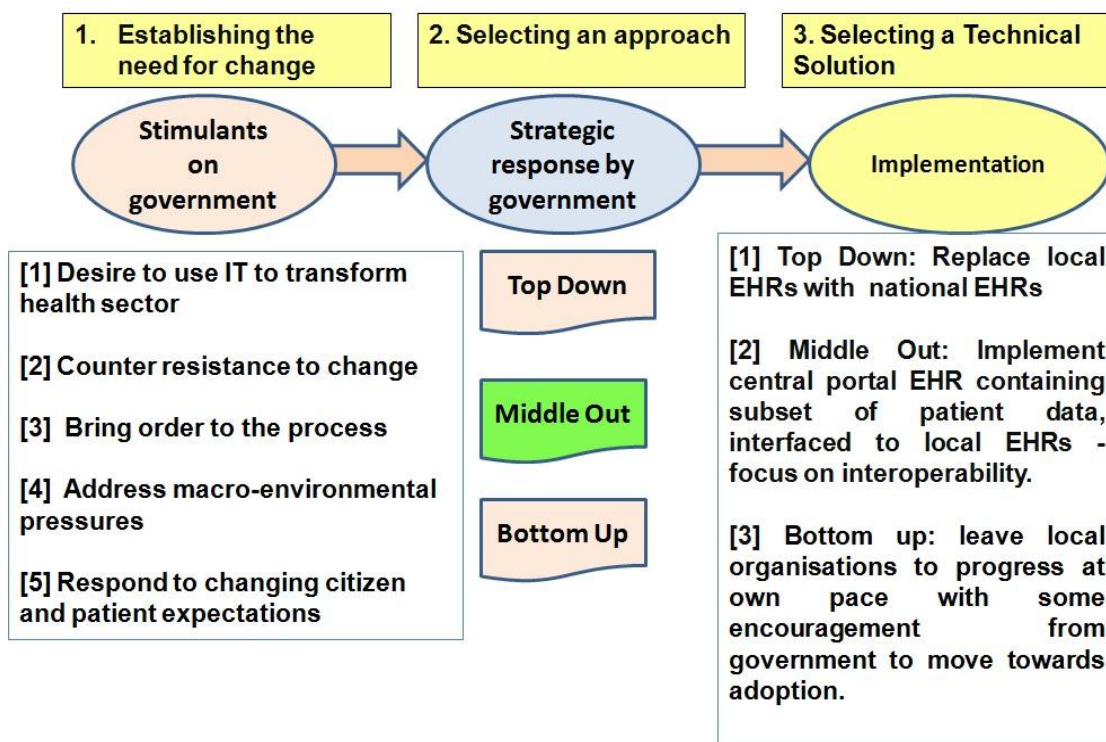 1. Establishing the
need for change
2. Selecting an approach
3. Selecting a Technical
Solution
Stimulants
on
government
Strategic
response by
government
Implementation
[1] Desire to use IT to transform
health sector
[2] Counter resistance to change
[3] Bring order to the process
[4] Address macro-environmental
pressures
[5] Respond to changing citizen
and patient expectations
Top Down
Middle Out
Bottom Up
[1] Top Down: Replace local
EHRs with national EHRs
[2] Middle Out: Implement
central portal EHR containing
subset of patient data,
interfaced to local EHRs -
focus on interoperability.
[3] Bottom up: leave local
organisations to progress at
own pace with some
encouragement from
government to move towards
adoption.